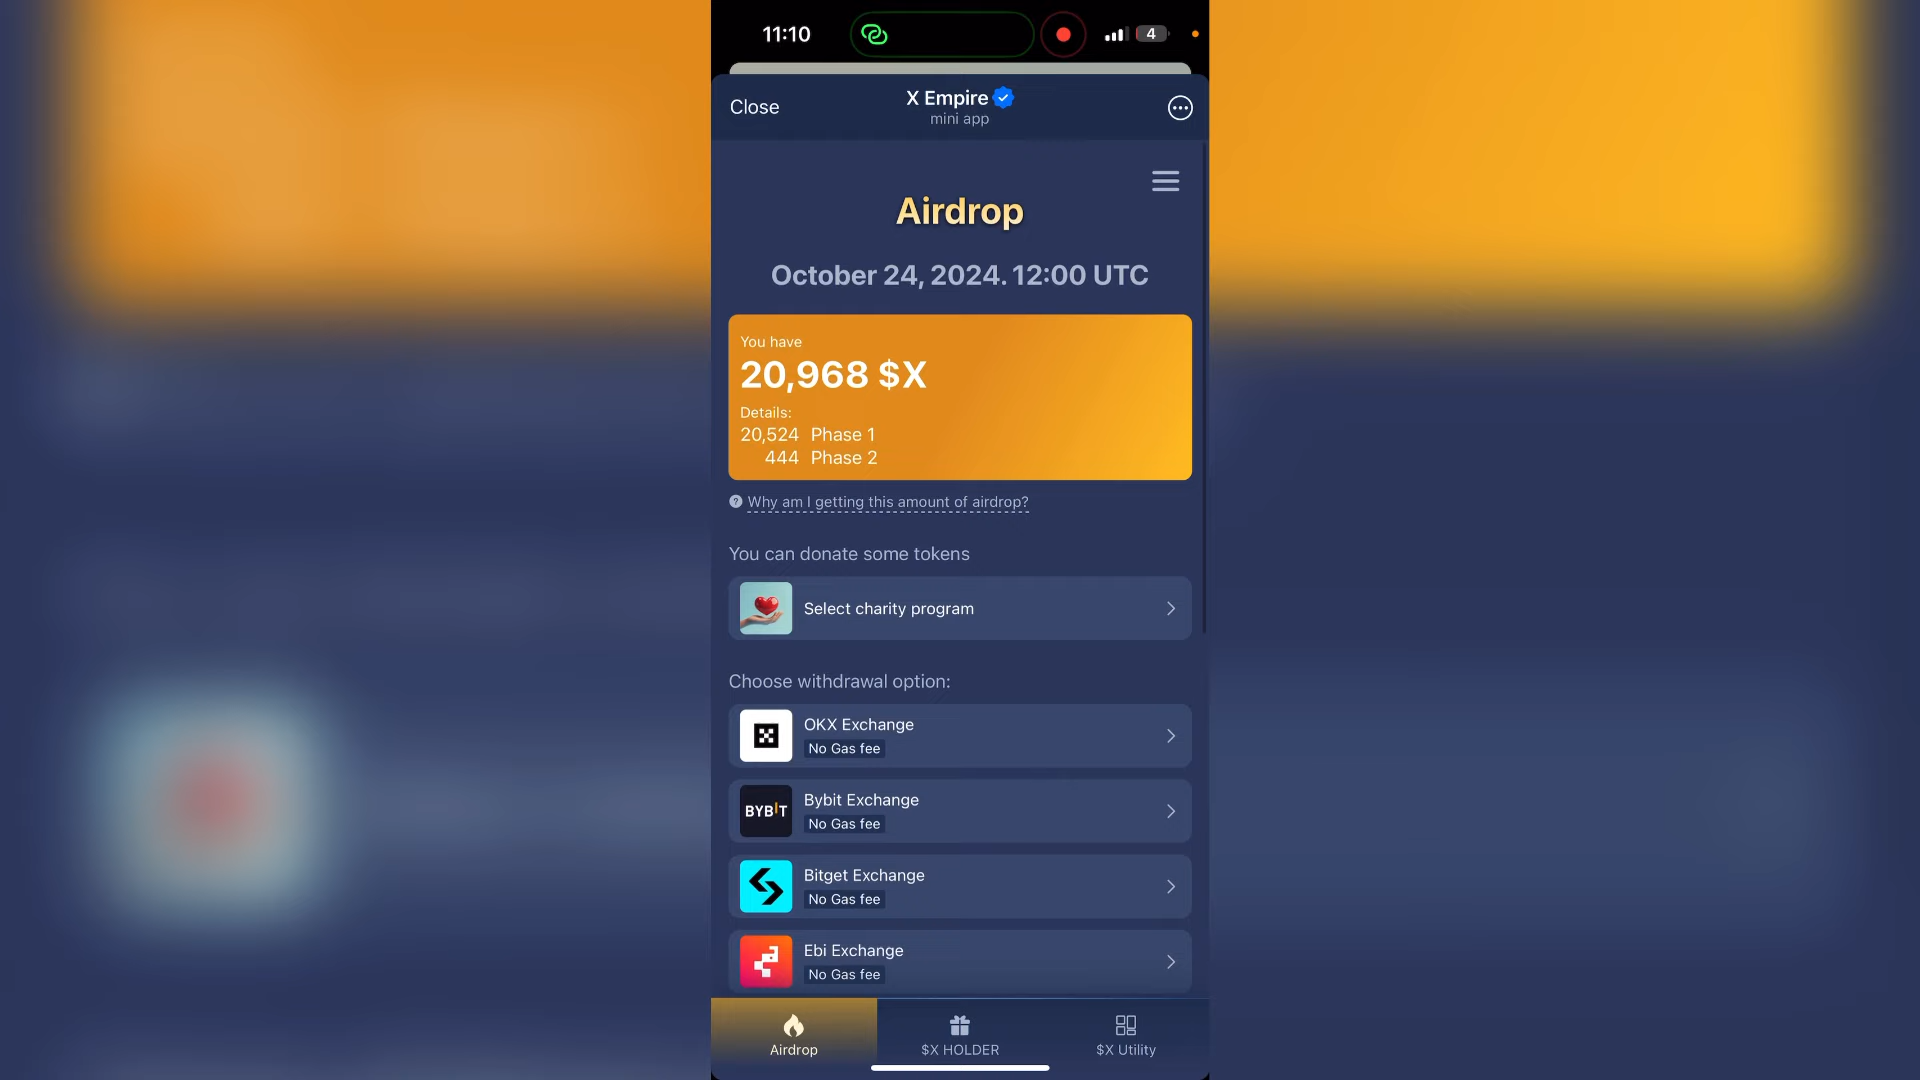 11:10
4
Close
X Empire
mini app
Airdrop
October 24, 2024. 12:00 UTC
You have
20,968 $X
Details:
20,524 Phase 1
444 Phase 2
? Why am I getting this amount of airdrop?
You can donate some tokens
Select charity program
Choose withdrawal option:
OKX Exchange
No Gas fee
BYBIT
Bybit Exchange
No Gas fee
Bitget Exchange
No Gas fee
Ebi Exchange
No Gas fee
Airdrop
$X HOLDER
$X Utility